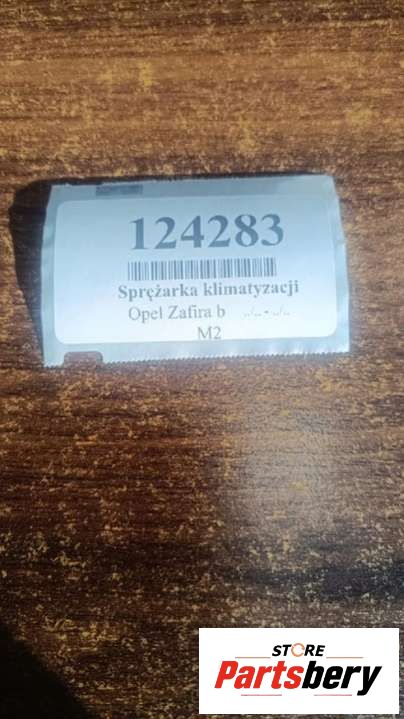 124283
Sprężarka klimatyzacji
Opel Zafira b ../.. - ../..
M2
STORE
Partsbery